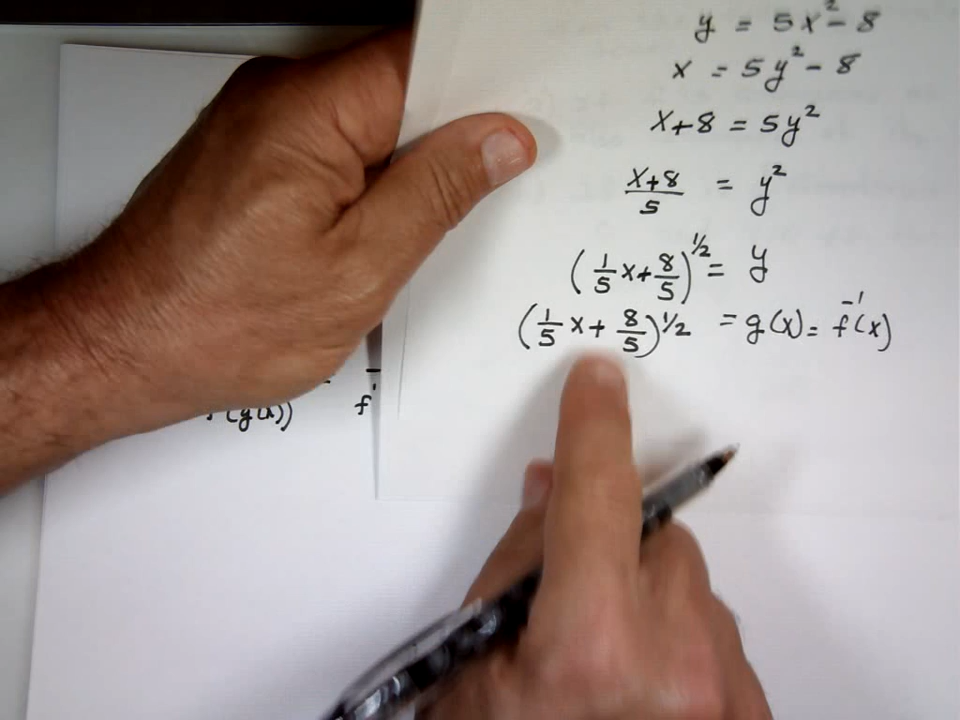 y = 5x² - 8
x = 5y² - 8
x+8 = 5y²
x+8/5 = y²
(1/5 x + 8/5)^1/2 = y
(1/5 x + 8/5)^1/2 = g(x) = f⁻¹(x)
(g(x)) f'